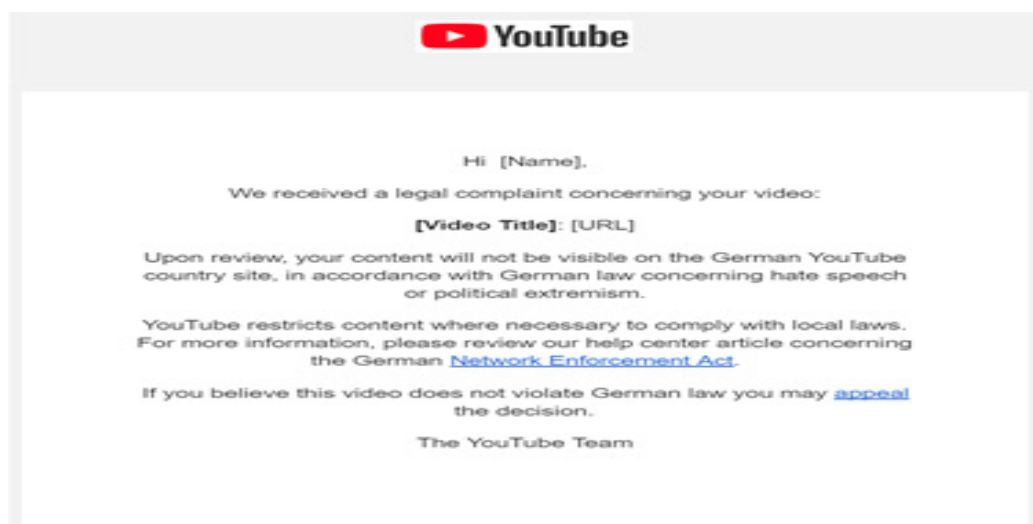 YouTube
Hi [Name],
We received a legal complaint concerning your video:
[Video Title]: [URL]
Upon review, your content will not be visible on the German YouTube
country site, in accordance with German law concerning hate speech
or political extremism.
YouTube restricts content where necessary to comply with local laws.
For more information, please review our help center article concerning
the German Network Enforcement Act.
If you believe this video does not violate German law you may appeal
the decision.
The YouTube Team